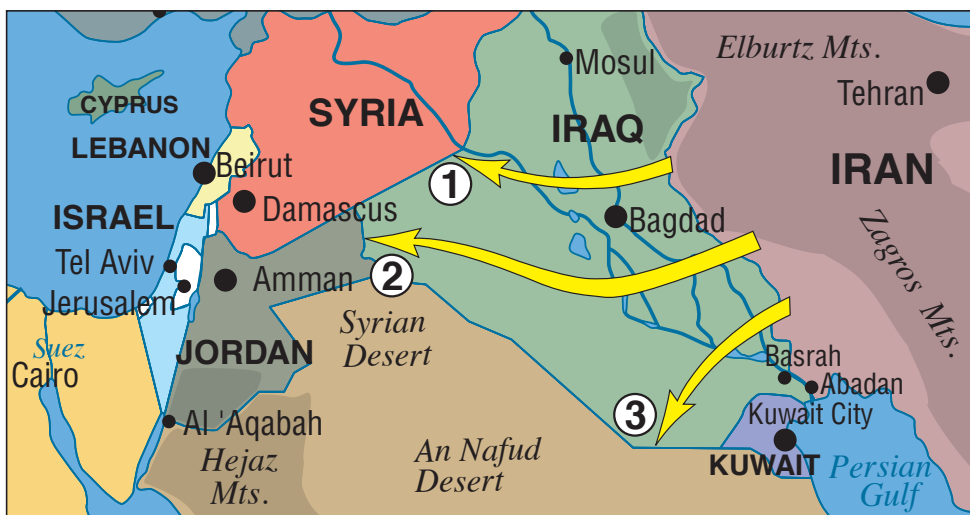 Mosul
Elburtz Mts.
Tehran
CYPRUS
SYRIA
IRAQ
LEBANON
Beirut
IRAN
1
ISRAEL
Damascus
Bagdad
Tel Aviv
Amman
2
Jerusalem
Zagros Mts.
Syrian
Desert
Suez
Cairo
JORDAN
Basrah
Abadan
3
Kuwait City
Al 'Aqabah
Hejaz
Mts.
An Nafud
Desert
KUWAIT
Persian
Gulf